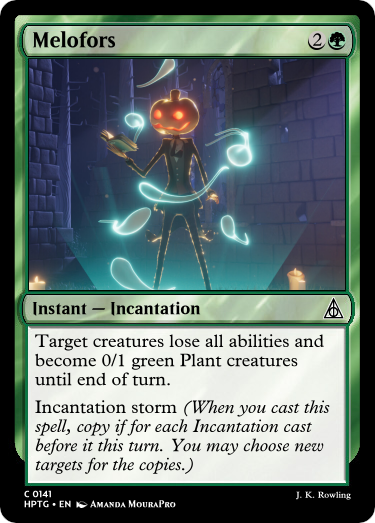 Melofors 2
Instant — Incantation
Target creatures lose all abilities and
become 0/1 green Plant creatures
until end of turn.
Incantation storm (When you cast this
spell, copy if for each Incantation cast
before it this turn. You may choose new
targets for the copies.)
C 0141
HPTG • EN Amanda MouraPro
J. K. Rowling